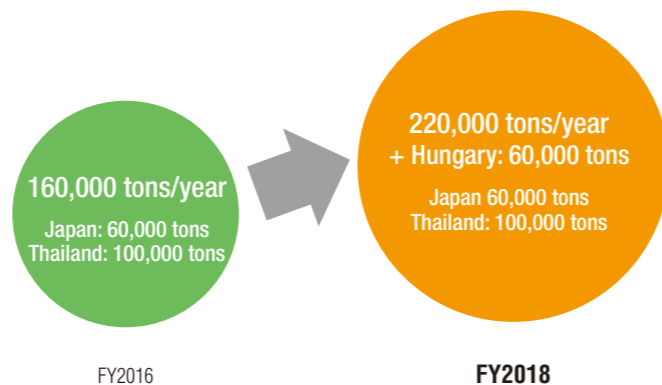 160,000 tons/year
Japan: 60,000 tons
Thailand: 100,000 tons
FY2016
220,000 tons/year
+ Hungary: 60,000 tons
Japan 60,000 tons
Thailand: 100,000 tons
FY2018